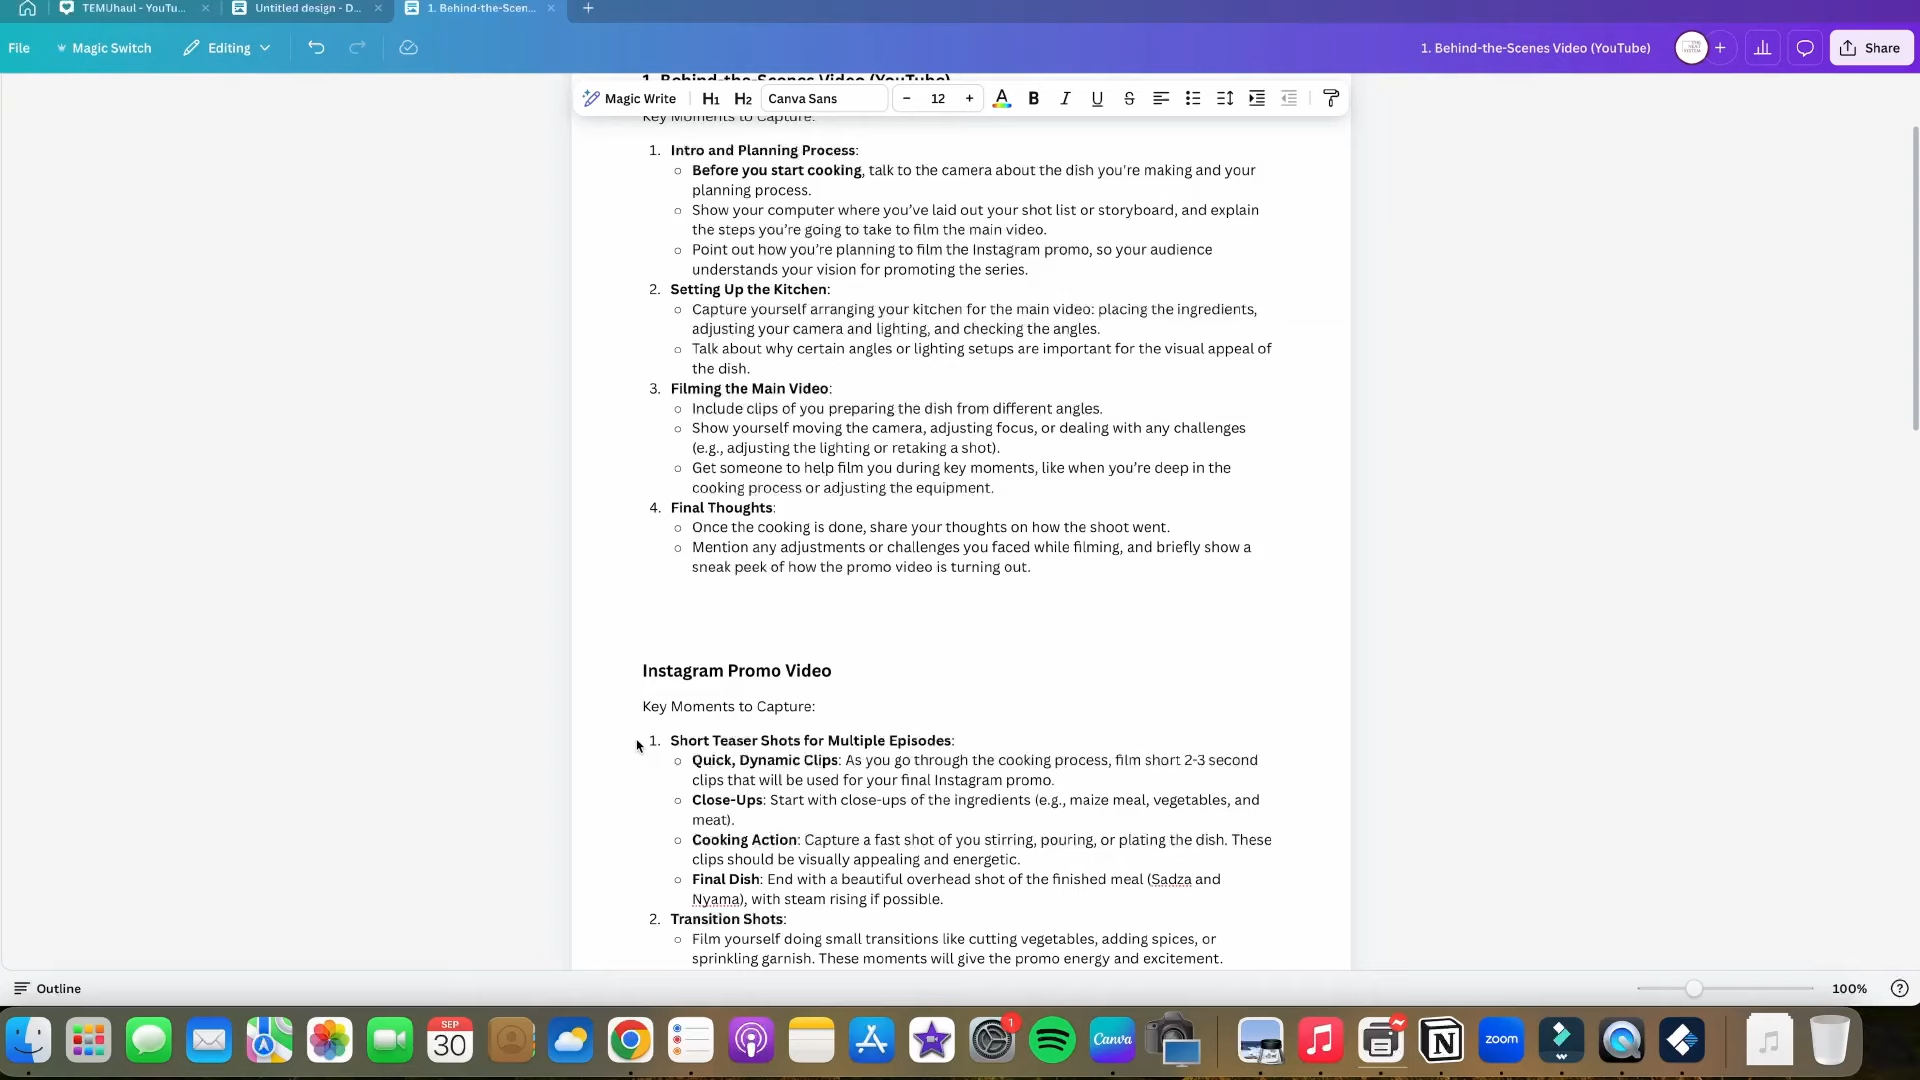 TEMUhaul - YouTu...
Untitled design - D...
1. Behind-the-Scen...
File
Magic Switch
Editing
1. Behind-the-Scenes Video (YouTube)
Share
1. Behind-the-Scenes Video (YouTube)
Magic Write
H1
H2
Canva Sans
12
A
B
I
U
S
Key Moments to Capture:
1. Intro and Planning Process:
Before you start cooking, talk to the camera about the dish you're making and your
planning process.
Show your computer where you've laid out your shot list or storyboard, and explain
the steps you're going to take to film the main video.
Point out how you're planning to film the Instagram promo, so your audience
understands your vision for promoting the series.
2. Setting Up the Kitchen:
Capture yourself arranging your kitchen for the main video: placing the ingredients,
adjusting your camera and lighting, and checking the angles.
Talk about why certain angles or lighting setups are important for the visual appeal of
the dish.
3. Filming the Main Video:
Include clips of you preparing the dish from different angles.
Show yourself moving the camera, adjusting focus, or dealing with any challenges
(e.g., adjusting the lighting or retaking a shot).
Get someone to help film you during key moments, like when you're deep in the
cooking process or adjusting the equipment.
4. Final Thoughts:
Once the cooking is done, share your thoughts on how the shoot went.
Mention any adjustments or challenges you faced while filming, and briefly show a
sneak peek of how the promo video is turning out.
Instagram Promo Video
Key Moments to Capture:
1. Short Teaser Shots for Multiple Episodes:
Quick, Dynamic Clips: As you go through the cooking process, film short 2-3 second
clips that will be used for your final Instagram promo.
Close-Ups: Start with close-ups of the ingredients (e.g., maize meal, vegetables, and
meat).
Cooking Action: Capture a fast shot of you stirring, pouring, or plating the dish. These
clips should be visually appealing and energetic.
Final Dish: End with a beautiful overhead shot of the finished meal (Sadza and
Nyama), with steam rising if possible.
2. Transition Shots:
Film yourself doing small transitions like cutting vegetables, adding spices, or
sprinkling garnish. These moments will give the promo energy and excitement.
Outline
100%
SEP
30
1
Canva
zoom